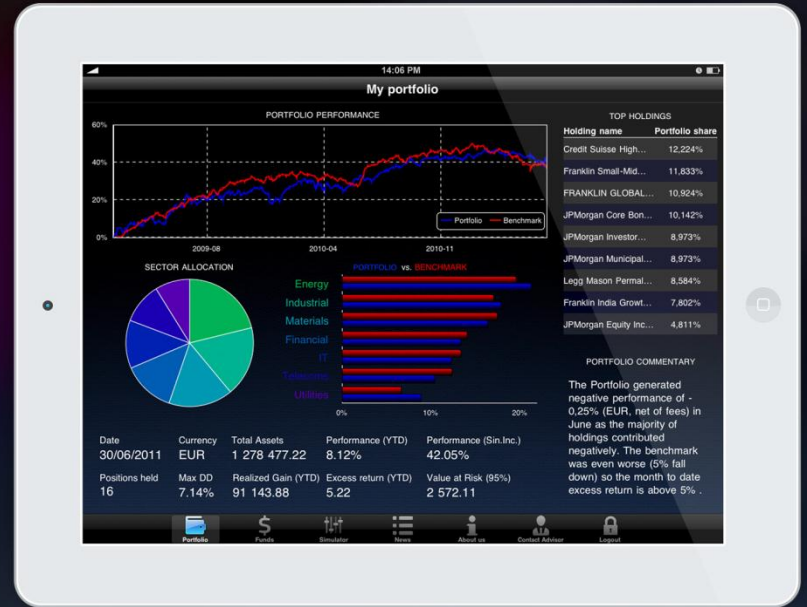 14:06 PM
My portfolio
PORTFOLIO PERFORMANCE
60%
40%
20%
0%
2009-08
2010-04
2010-11
Portfolio
Benchmark
SECTOR ALLOCATION
PORTFOLIO vs. BENCHMARK
Energy
Industrial
Materials
Financial
IT
Telecomm.
Utilities
0%
10%
20%
TOP HOLDINGS
Holding name Portfolio share
Credit Suisse High... 12,224%
Franklin Small-Mid... 11,833%
FRANKLIN GLOBAL... 10,924%
JPMorgan Core Bon... 10,142%
JPMorgan Investor... 8,973%
JPMorgan Municipal... 8,973%
Legg Mason Permal... 8,584%
Franklin India Growt... 7,802%
JPMorgan Equity Inc... 4,811%
PORTFOLIO COMMENTARY
The Portfolio generated
negative performance of -
0,25% (EUR, net of fees) in
June as the majority of
holdings contributed
negatively. The benchmark
was even worse (5% fall
down) so the month to date
excess return is above 5% .
Date Currency Total Assets Performance (YTD) Performance (Sin.Inc.)
30/06/2011 EUR 1 278 477.22 8.12% 42.05%
Positions held Max DD Realized Gain (YTD) Excess return (YTD) Value at Risk (95%)
16 7.14% 91 143.88 5.22 2 572.11
Portfolio Funds Simulator News About us Contact Advisor Logout